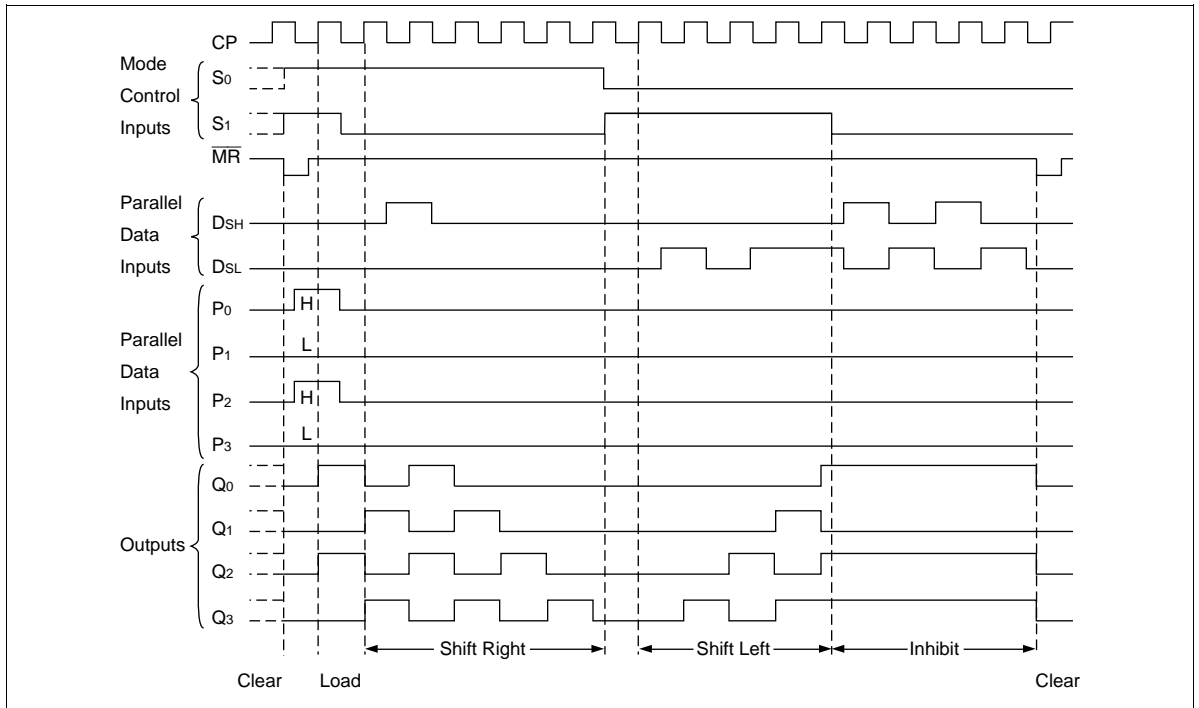 CP
Mode
Control
Inputs
S0
S1
MR
Parallel
Data
Inputs
DSH
DSL
Parallel
Data
Inputs
P0
H
P1
L
P2
H
P3
L
Outputs
Q0
Q1
Q2
Q3
Shift Right
Shift Left
Inhibit
Clear
Load
Clear